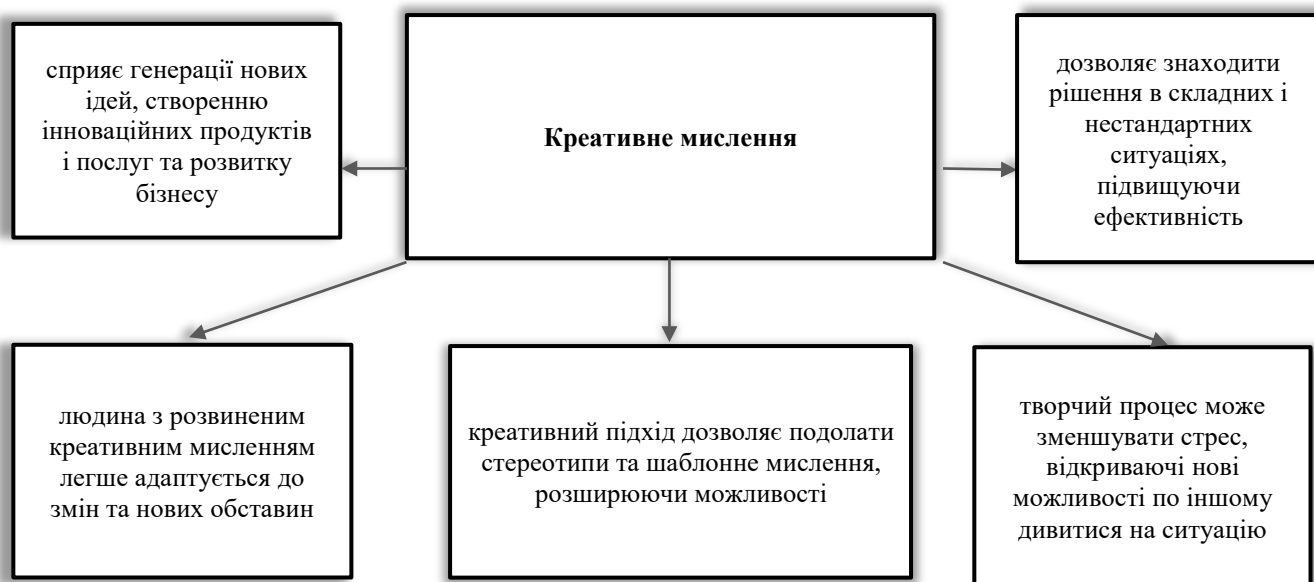 сприяє генерації нових
ідей, створенню
інноваційних продуктів
і послуг та розвитку
бізнесу
Креативне мислення
дозволяє знаходити
рішення в складних і
нестандартних
ситуаціях,
підвищуючи
ефективність
людина з розвиненим
креативним мисленням
легше адаптується до
змін та нових обставин
креативний підхід дозволяє подолати
стереотипи та шаблонне мислення,
розширюючи можливості
творчий процес може
зменшувати стрес,
відкриваючі нові
можливості по іншому
дивитися на ситуацію